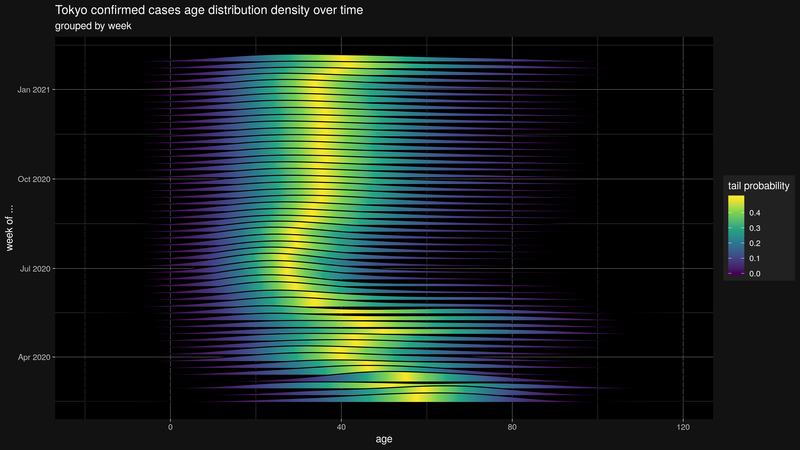 Tokyo confirmed cases age distribution density over time
grouped by week
Jan 2021
Oct 2020
Jul 2020
Apr 2020
week of ...
0
40
80
120
age
tail probability
0.4
0.3
0.2
0.1
0.0